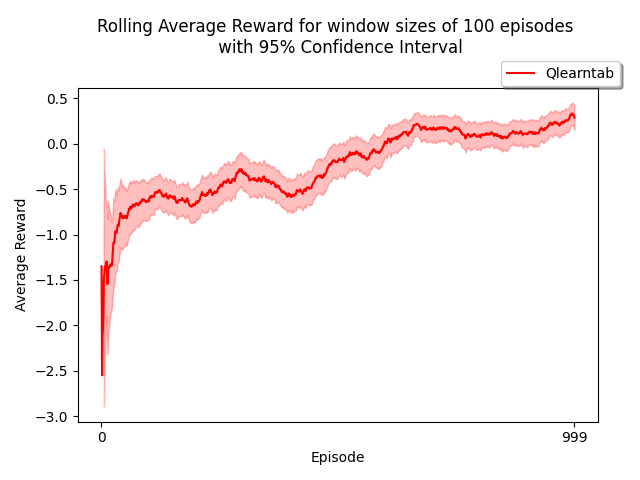 Rolling Average Reward for window sizes of 100 episodes
with 95% Confidence Interval
Qlearntab
0.5
0.0
−0.5
−1.0
−1.5
−2.0
−2.5
−3.0
Average Reward
0
999
Episode